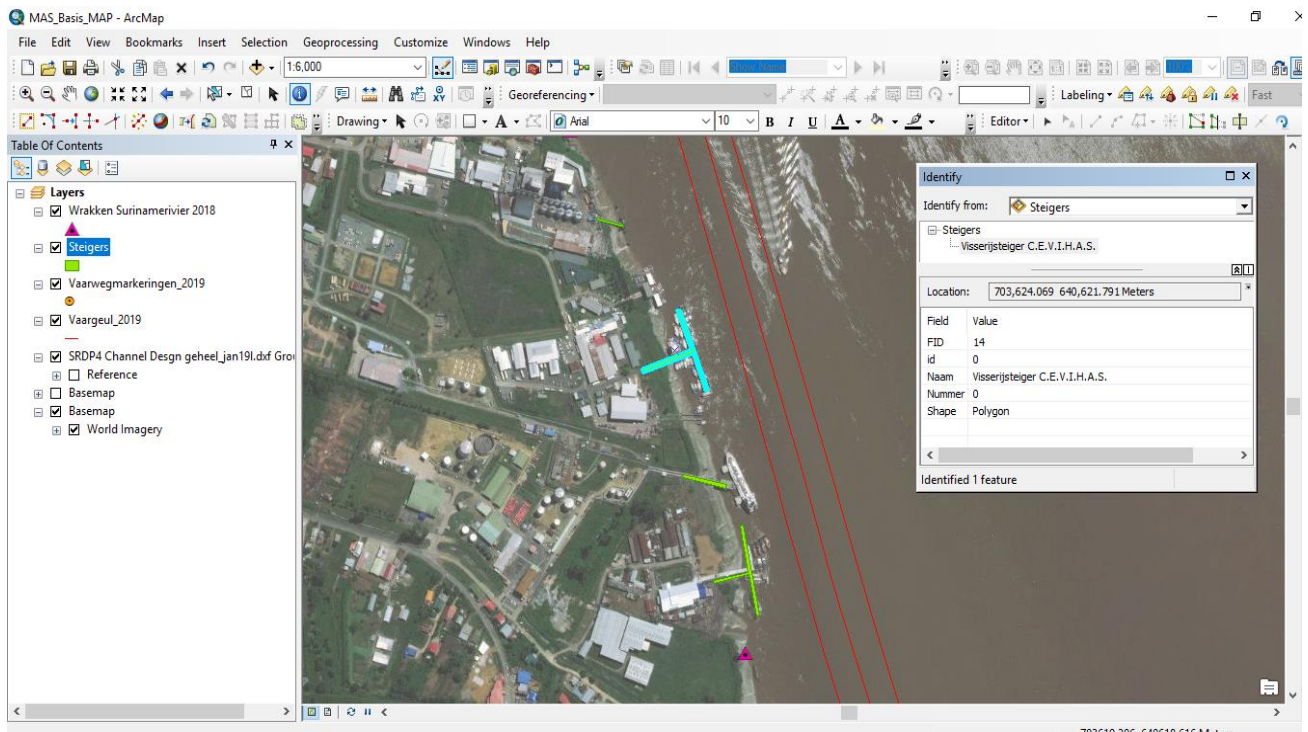 MAS_Basis_MAP - ArcMap
File Edit View Bookmarks Insert Selection Geoprocessing Customize Windows Help
1:6,000
Show Name
Georeferencing
Labeling
Fast
Drawing
A
Arial
10
B I U A
Editor
Table Of Contents
Layers
Wrakken Surinamerivier 2018
Steigers
Vaarwegmarkeringen_2019
Vaargeul_2019
SRDP4 Channel Desgn geheel_jan19l.dxf Grou
Reference
Basemap
Basemap
World Imagery
Identify
Identify from: Steigers
Steigers
Visserijsteiger C.E.V.I.H.A.S.
Location: 703,624.069 640,621.791 Meters
Field Value
FID 14
id 0
Naam Visserijsteiger C.E.V.I.H.A.S.
Nummer 0
Shape Polygon
Identified 1 feature